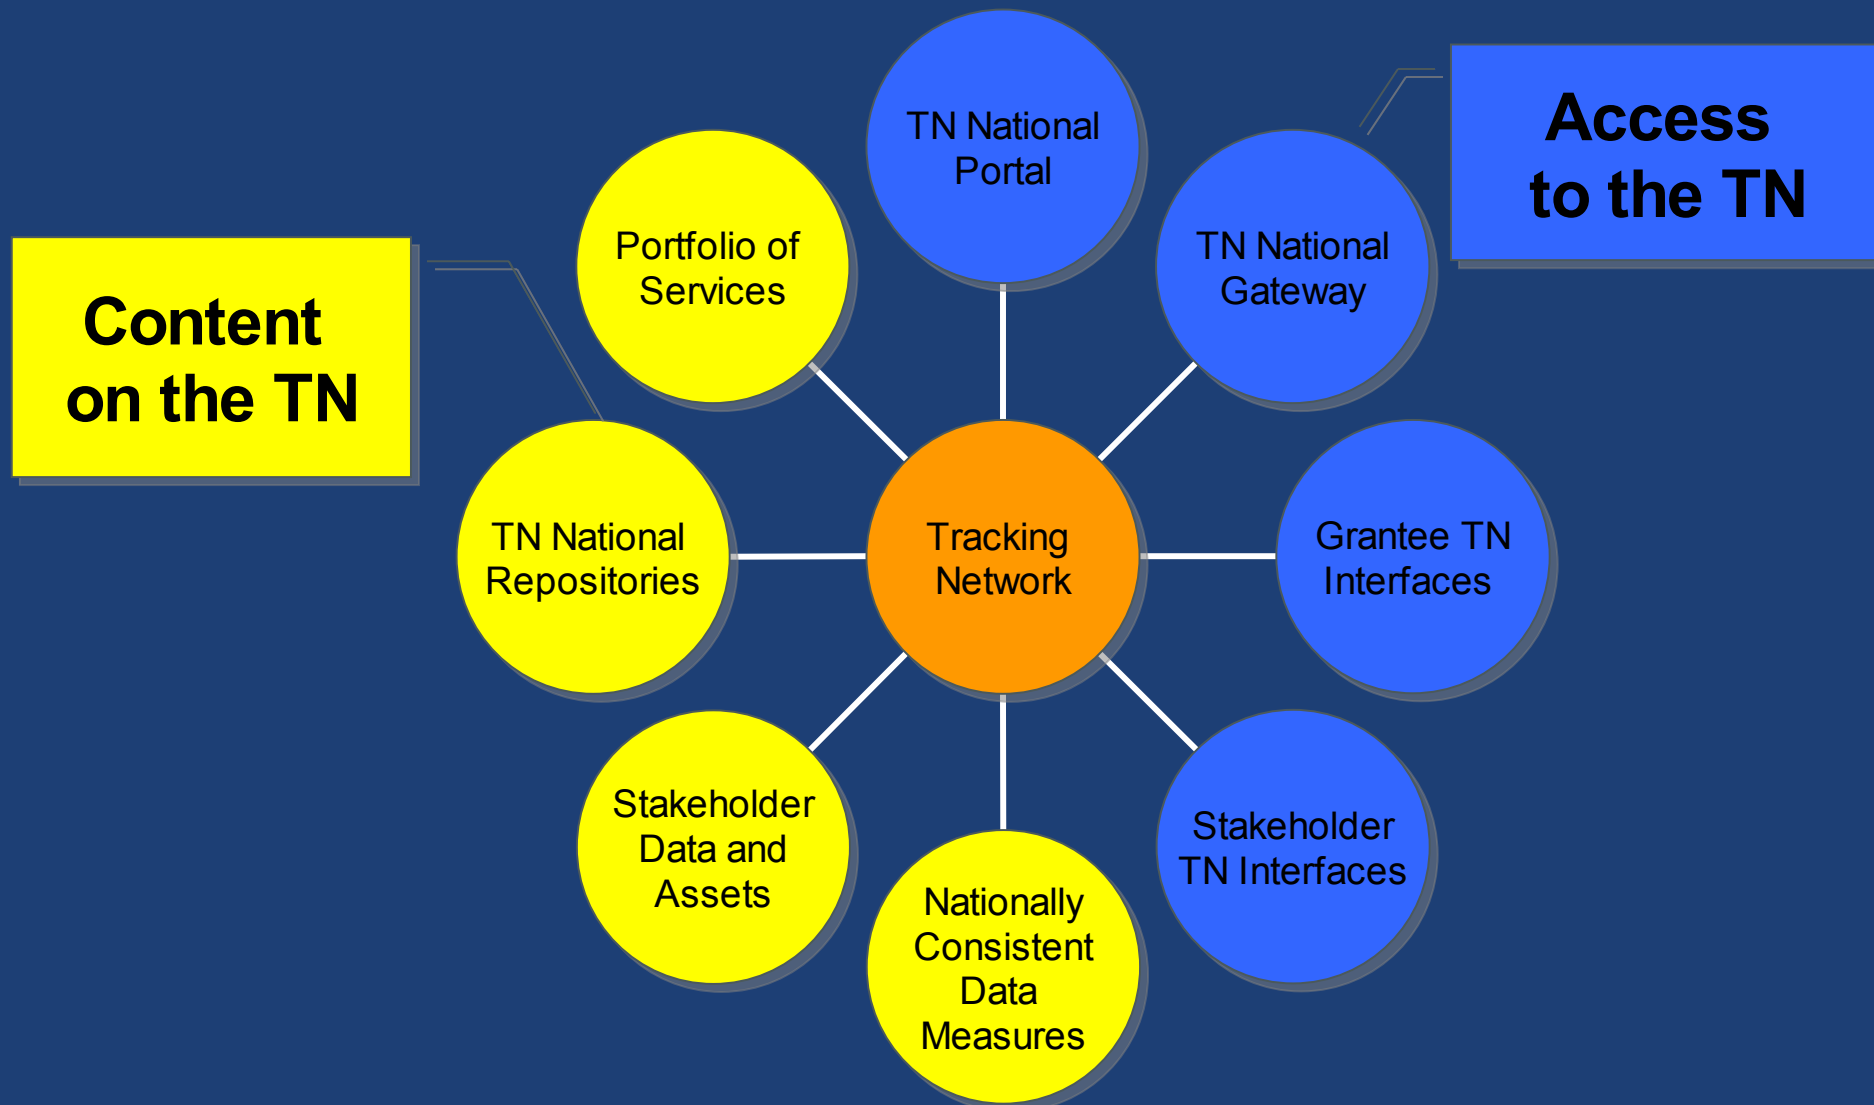 TN National
Portal
Access
to the TN
Portfolio of
Services
TN National
Gateway
Content
on the TN
TN National
Repositories
Tracking
Network
Grantee TN
Interfaces
Stakeholder
Data and
Assets
Stakeholder
TN Interfaces
Nationally
Consistent
Data
Measures